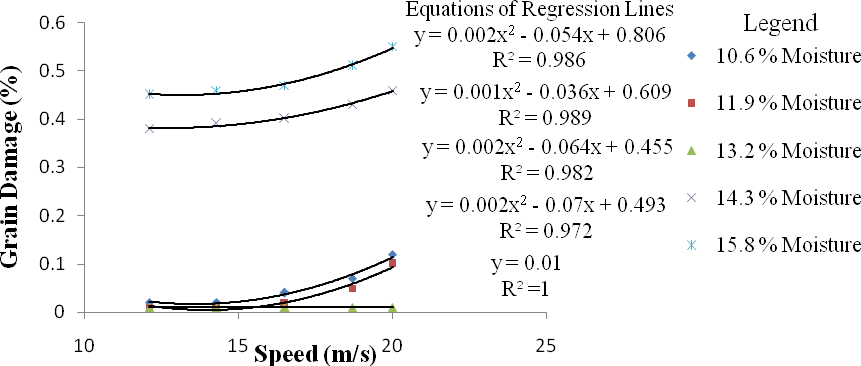 Equations of Regression Lines
y = 0.002x² - 0.054x + 0.806
R² = 0.986
y = 0.001x² - 0.036x + 0.609
R² = 0.989
y = 0.002x² - 0.064x + 0.455
R² = 0.982
y = 0.002x² - 0.07x + 0.493
R² = 0.972
y = 0.01
R² =1
Legend
10.6 % Moisture
11.9 % Moisture
13.2 % Moisture
14.3 % Moisture
15.8 % Moisture
Grain Damage (%)
0.6
0.5
0.4
0.3
0.2
0.1
0
10
15
20
25
Speed (m/s)